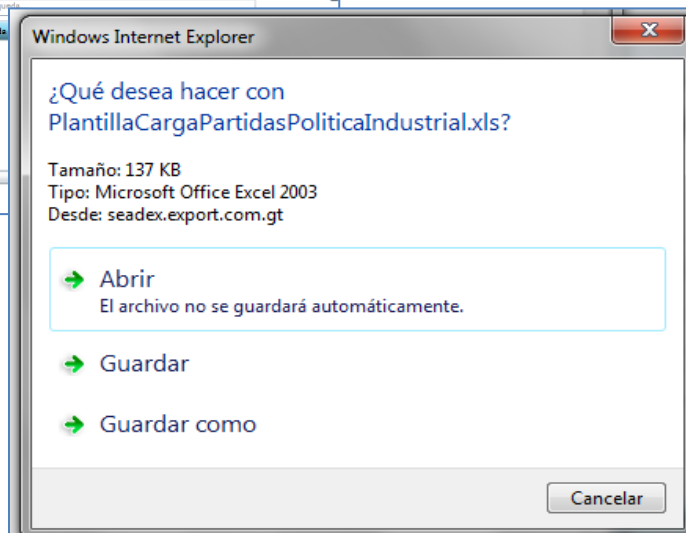 Windows Internet Explorer
¿Qué desea hacer con
PlantillaCargaPartidasPoliticaIndustrial.xls?
Tamaño: 137 KB
Tipo: Microsoft Office Excel 2003
Desde: seadex.export.com.gt
Abrir
El archivo no se guardará automáticamente.
Guardar
Guardar como
Cancelar